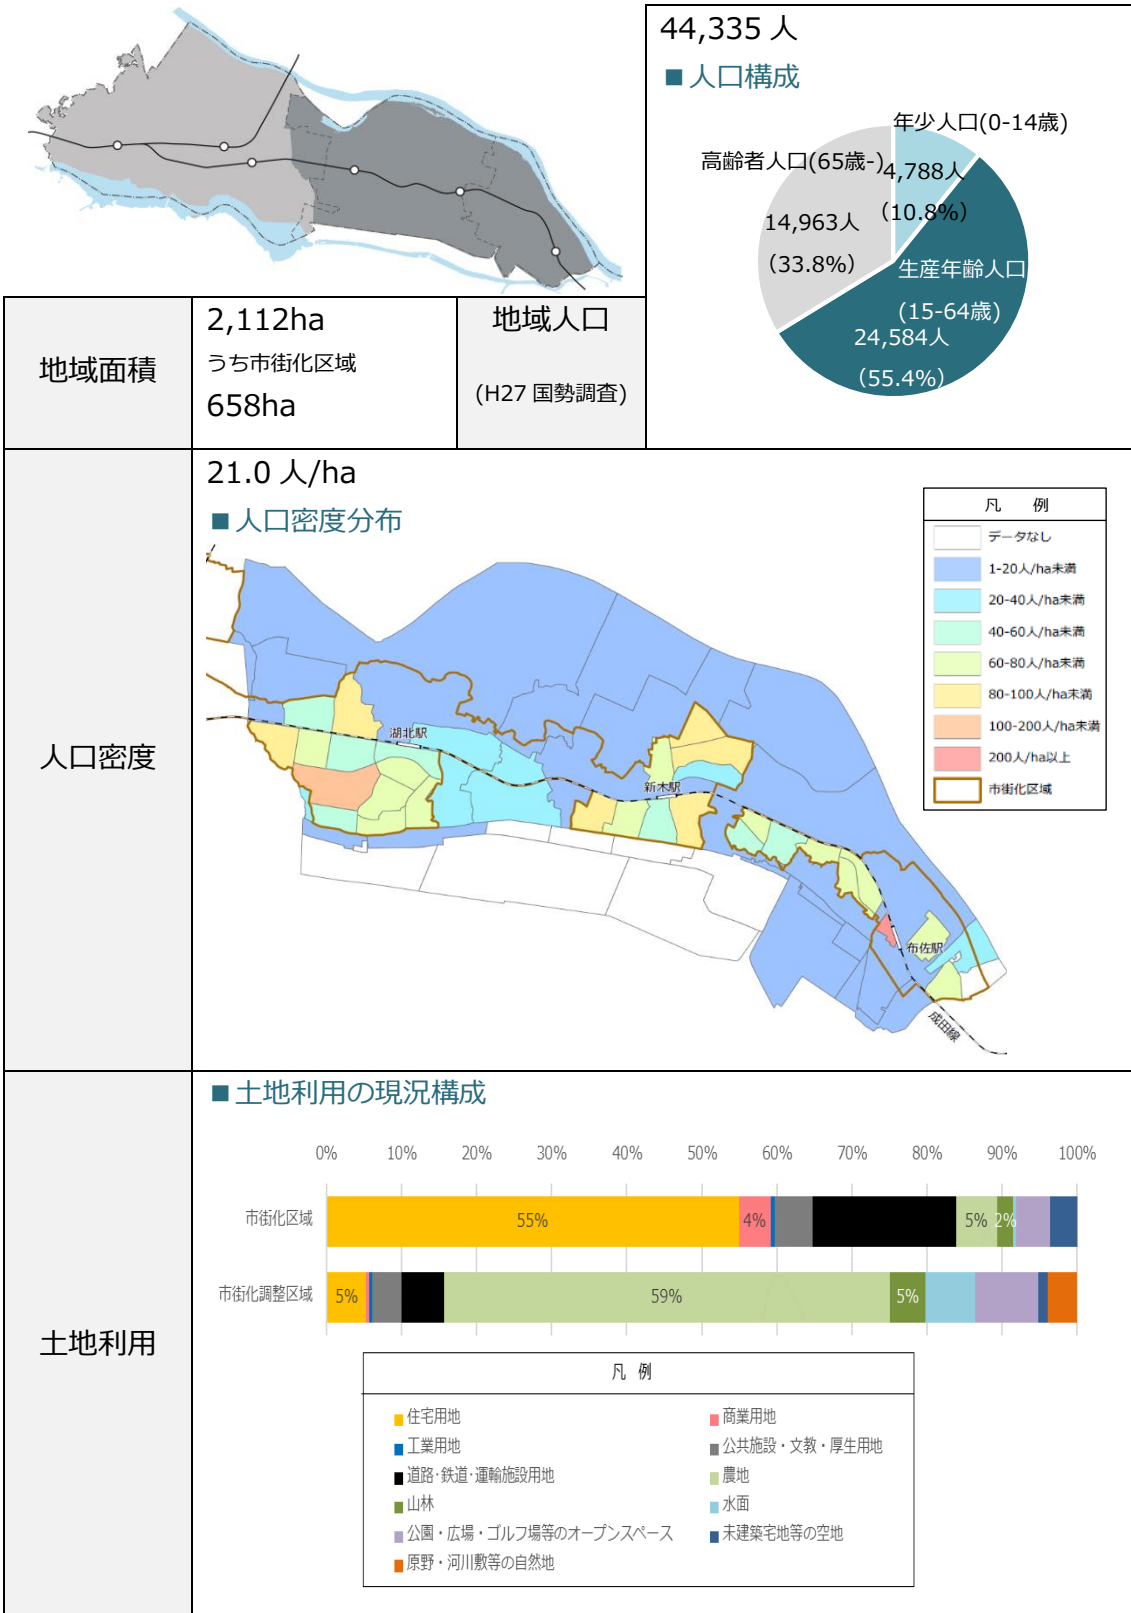 44,335 人
■人口構成
年少人口(0-14歳)
4,788人
(10.8%)
高齢者人口(65歳-)
14,963人
(33.8%)
生産年齢人口
(15-64歳)
24,584人
(55.4%)
地域面積
2,112ha
うち市街化区域
658ha
地域人口
(H27 国勢調査)
人口密度
21.0 人/ha
■人口密度分布
凡 例
データなし
1-20人/ha未満
20-40人/ha未満
40-60人/ha未満
60-80人/ha未満
80-100人/ha未満
100-200人/ha未満
200人/ha以上
市街化区域
湖北駅
新木駅
布佐駅
成田線
土地利用
■土地利用の現況構成
0% 10% 20% 30% 40% 50% 60% 70% 80% 90% 100%
市街化区域
55% 4% 5% 2%
市街化調整区域
5% 59% 5%
凡 例
住宅用地
商業用地
工業用地
公共施設・文教・厚生用地
道路・鉄道・運輸施設用地
農地
山林
水面
公園・広場・ゴルフ場等のオープンスペース
未建築宅地等の空地
原野・河川敷等の自然地